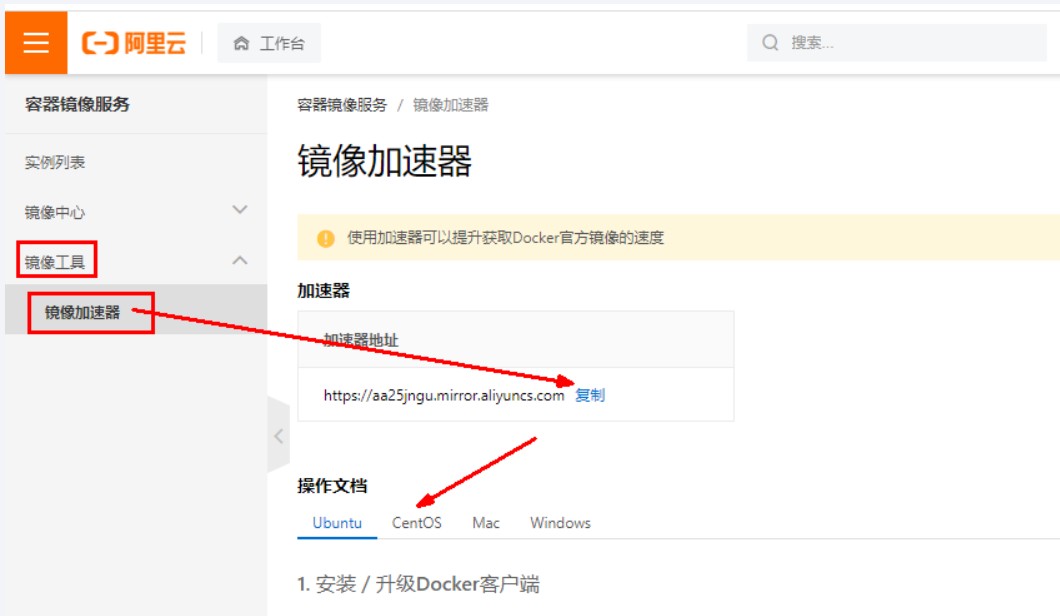 阿里云
工作台
搜索...
容器镜像服务
实例列表
镜像中心
镜像工具
镜像加速器
容器镜像服务 / 镜像加速器
镜像加速器
使用加速器可以提升获取Docker官方镜像的速度
加速器
加速器地址
https://aa25jngu.mirror.aliyuncs.com 复制
操作文档
Ubuntu CentOS Mac Windows
1. 安装 / 升级Docker客户端